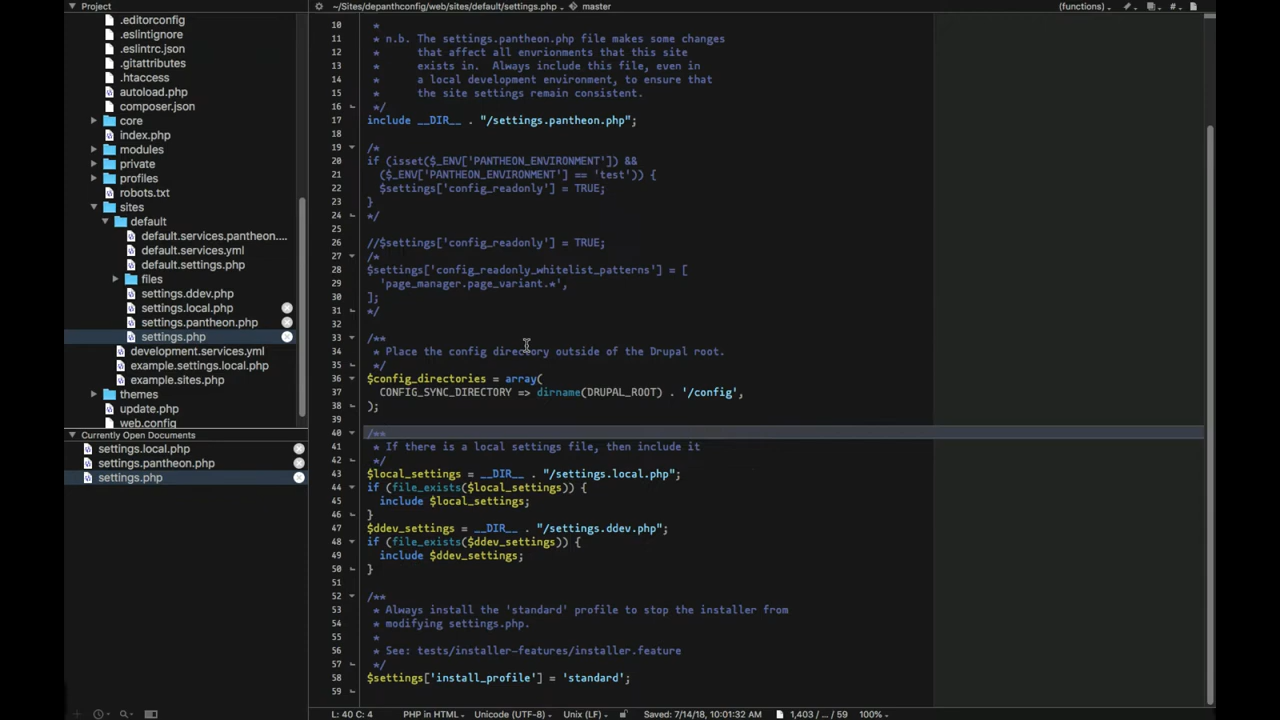 Project
~/Sites/depanthconfig/web/sites/default/settings.php
master
(functions)
#
.editorconfig
.eslintignore
.eslintrc.json
.gitattributes
.htaccess
autoload.php
composer.json
core
index.php
modules
private
profiles
robots.txt
sites
default
default.services.pantheon....
default.services.yml
default.settings.php
files
settings.ddev.php
settings.local.php
settings.pantheon.php
settings.php
development.services.yml
example.settings.local.php
example.sites.php
themes
update.php
web.config
Currently Open Documents
settings.local.php
settings.pantheon.php
settings.php
10 *
11 * n.b. The settings.pantheon.php file makes some changes
12 * that affect all envrionments that this site
13 * exists in. Always include this file, even in
14 * a local development environment, to ensure that
15 * the site settings remain consistent.
16 */
17 include __DIR__ . "/settings.pantheon.php";
18
19 /*
20 if (isset($_ENV['PANTHEON_ENVIRONMENT']) &&
21 ($_ENV['PANTHEON_ENVIRONMENT'] == 'test')) {
22 $settings['config_readonly'] = TRUE;
23 }
24 */
25
26 //$settings['config_readonly'] = TRUE;
27 /*
28 $settings['config_readonly_whitelist_patterns'] = [
29 'page_manager.page_variant.*',
30 ];
31 */
32
33 /**
34 * Place the config directory outside of the Drupal root.
35 */
36 $config_directories = array(
37 CONFIG_SYNC_DIRECTORY => dirname(DRUPAL_ROOT) . '/config',
38 );
39
40 /**
41 * If there is a local settings file, then include it
42 */
43 $local_settings = __DIR__ . "/settings.local.php";
44 if (file_exists($local_settings)) {
45 include $local_settings;
46 }
47 $ddev_settings = __DIR__ . "/settings.ddev.php";
48 if (file_exists($ddev_settings)) {
49 include $ddev_settings;
50 }
51
52 /**
53 * Always install the 'standard' profile to stop the installer from
54 * modifying settings.php.
55 *
56 * See: tests/installer-features/installer.feature
57 */
58 $settings['install_profile'] = 'standard';
59
L: 40 C: 4
PHP in HTML
Unicode (UTF-8)
Unix (LF)
Saved: 7/14/18, 10:01:32 AM
1,403 / … / 59
100%